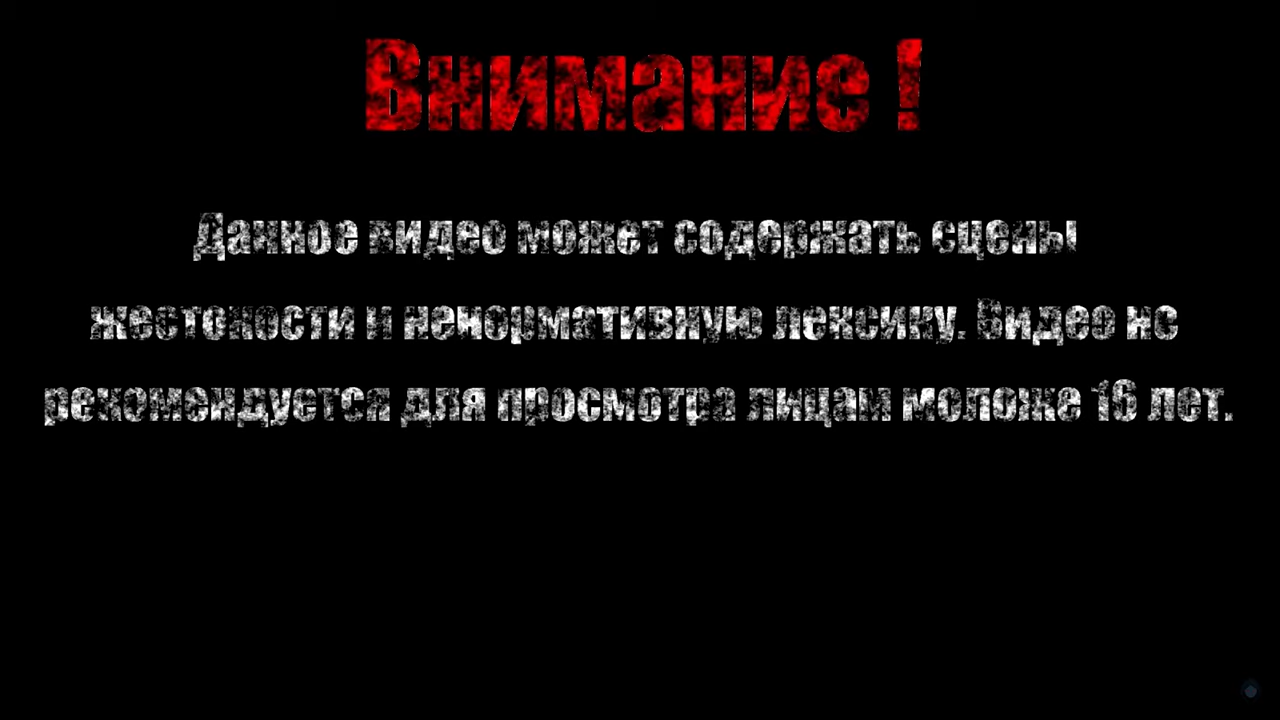 Внимание !
Данное видео может содержать сцены
жестокости и ненормативную лексику. Видео не
рекомендуется для просмотра лицам моложе 16 лет.